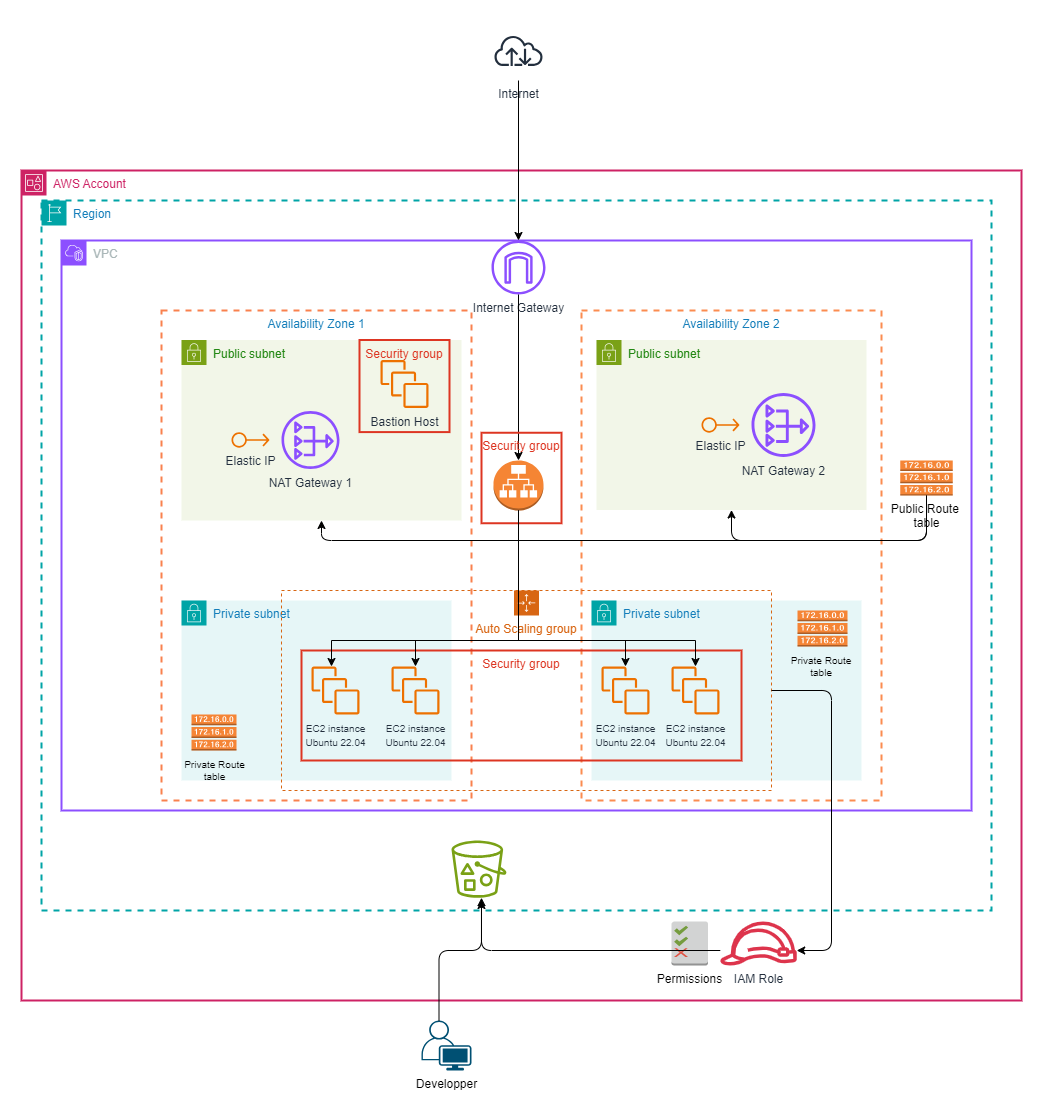 Internet
AWS Account
Region
VPC
Internet Gateway
Availability Zone 1
Availability Zone 2
Public subnet
Security group
Public subnet
Bastion Host
Elastic IP
NAT Gateway 1
Security group
Elastic IP
NAT Gateway 2
172.16.0.0
172.16.1.0
172.16.2.0
Public Route
table
Private subnet
Auto Scaling group
Private subnet
172.16.0.0
172.16.1.0
172.16.2.0
Private Route
table
Security group
EC2 instance
Ubuntu 22.04
EC2 instance
Ubuntu 22.04
EC2 instance
Ubuntu 22.04
EC2 instance
Ubuntu 22.04
172.16.0.0
172.16.1.0
172.16.2.0
Private Route
table
Permissions
IAM Role
Developper